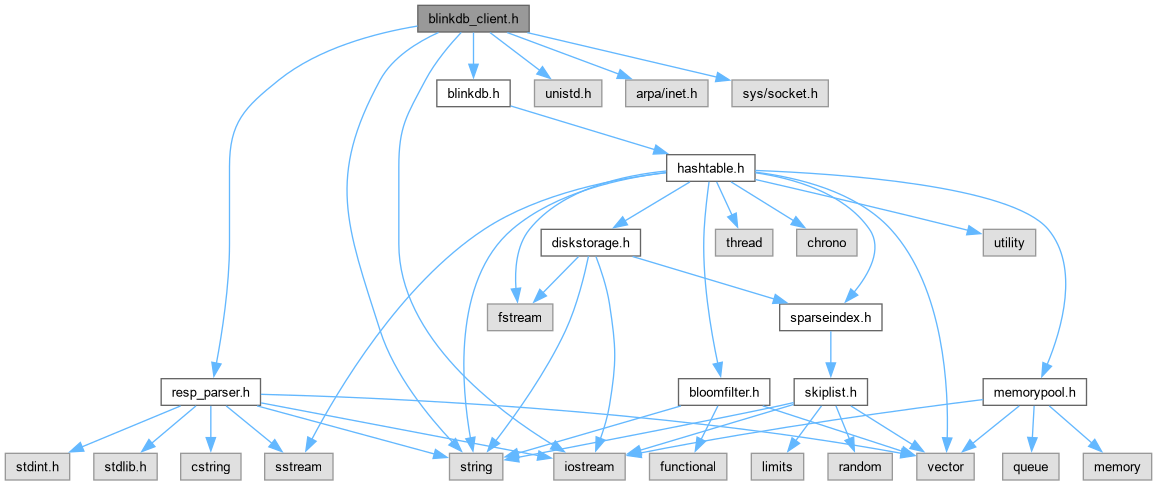 blinkdb_client.h
blinkdb.h
unistd.h
arpa/inet.h
sys/socket.h
hashtable.h
diskstorage.h
thread
chrono
utility
fstream
sparseindex.h
resp_parser.h
bloomfilter.h
skiplist.h
memorypool.h
stdint.h
stdlib.h
cstring
sstream
string
iostream
functional
limits
random
vector
queue
memory